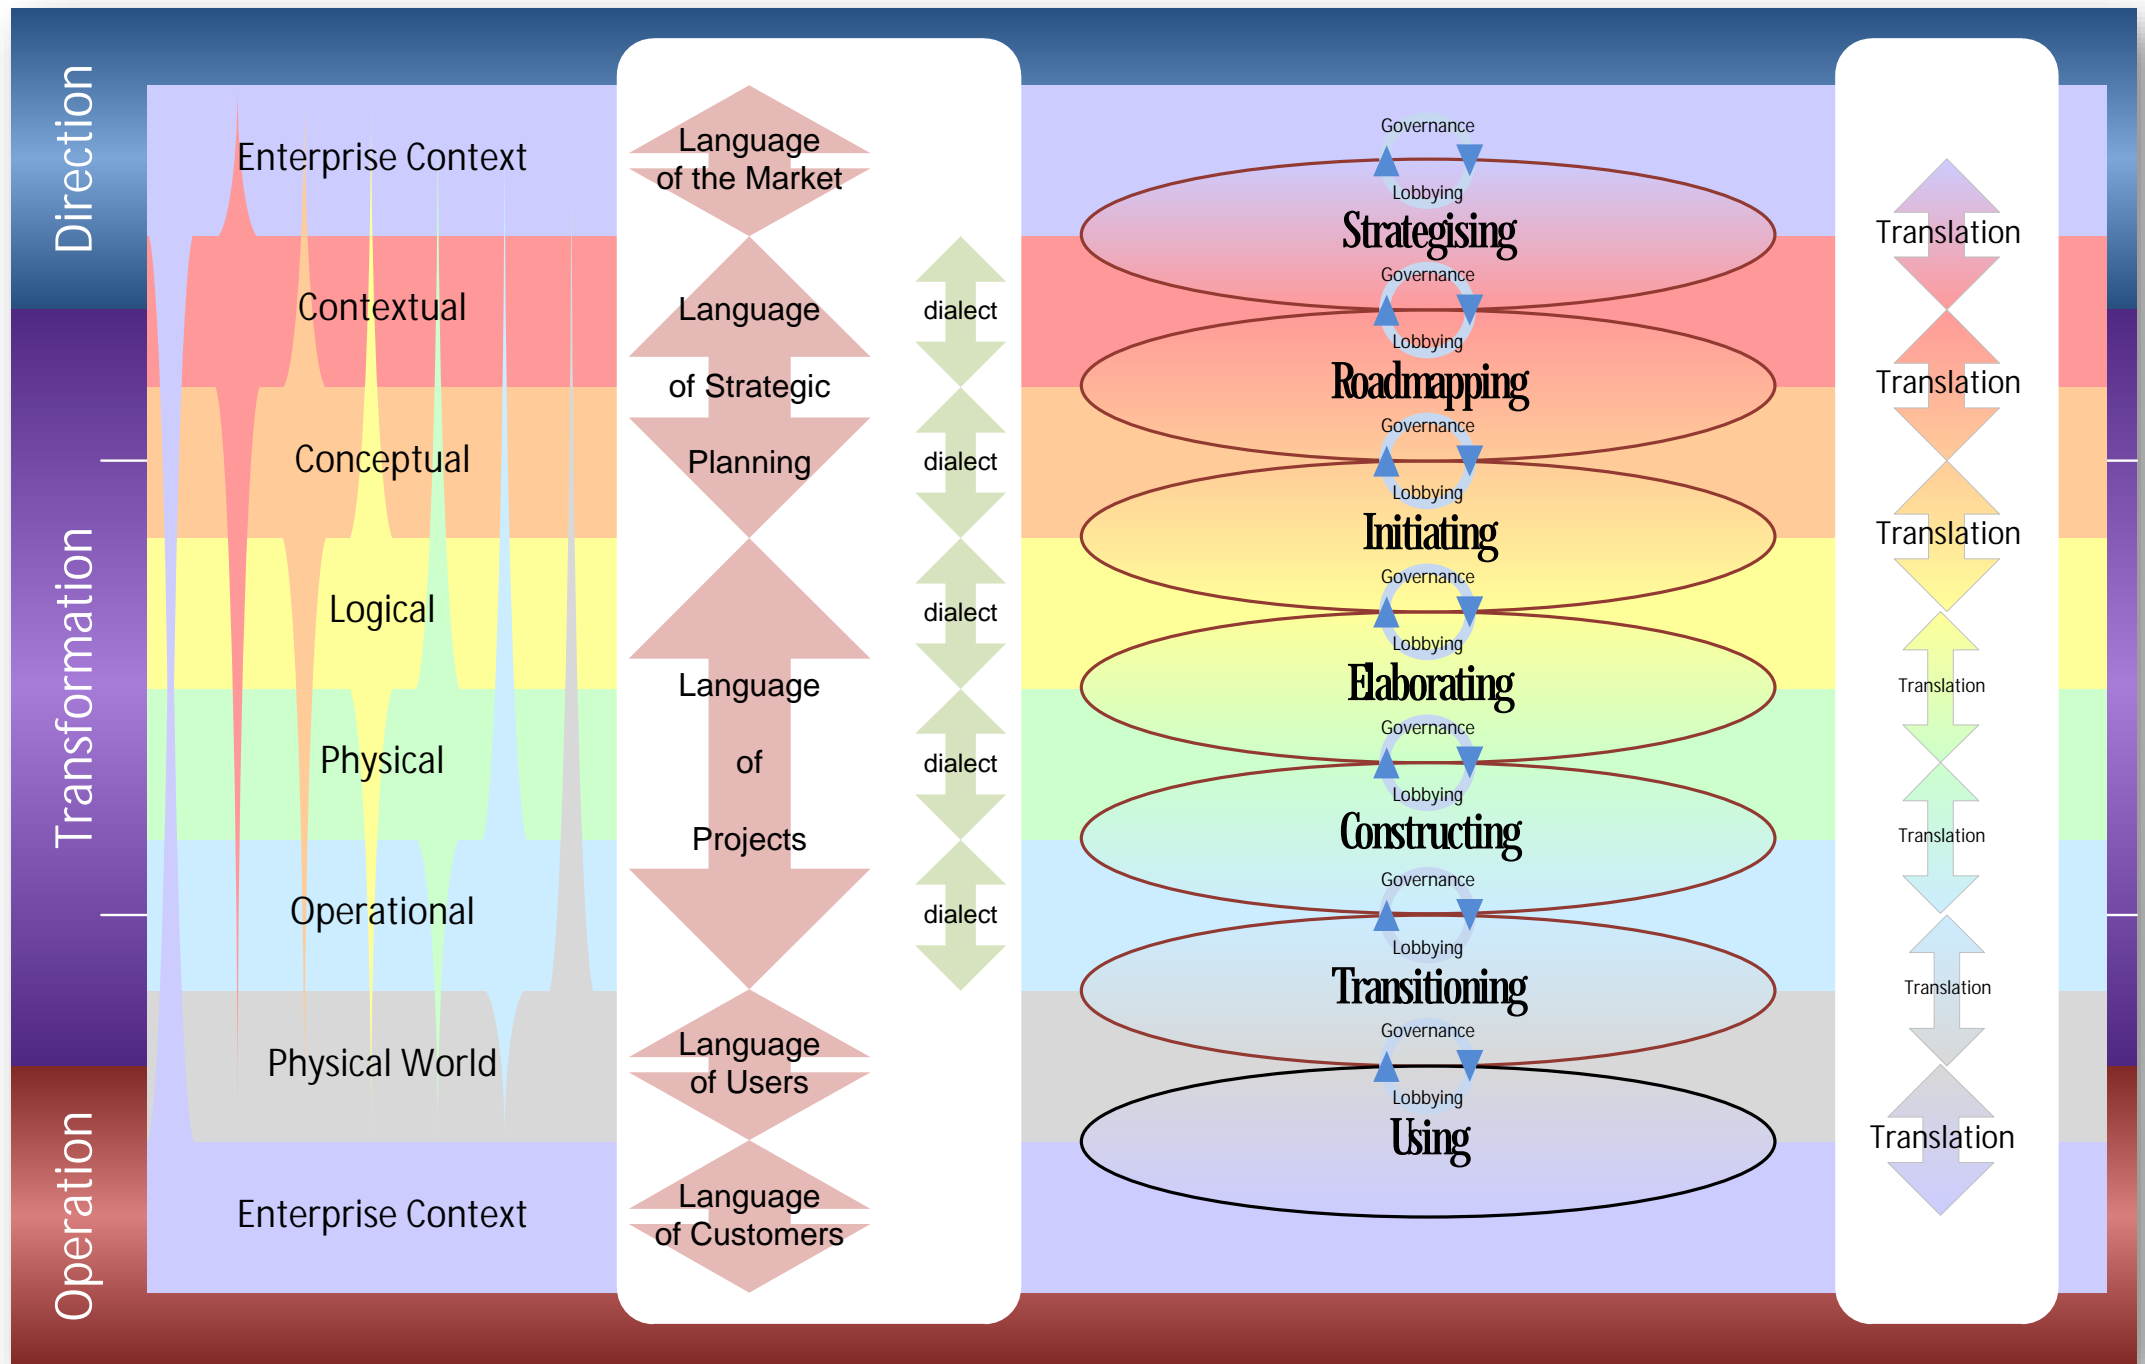 Direction
Transformation
Operation
Enterprise Context
Contextual
Conceptual
Logical
Physical
Operational
Physical World
Enterprise Context
Language
of the Market
Language
of Strategic
Planning
Language
of
Projects
Language
of Users
Language
of Customers
dialect
dialect
dialect
dialect
dialect
Governance
Lobbying
Strategising
Governance
Lobbying
Roadmapping
Governance
Lobbying
Initiating
Governance
Lobbying
Elaborating
Governance
Lobbying
Constructing
Governance
Lobbying
Transitioning
Governance
Lobbying
Using
Translation
Translation
Translation
Translation
Translation
Translation
Translation